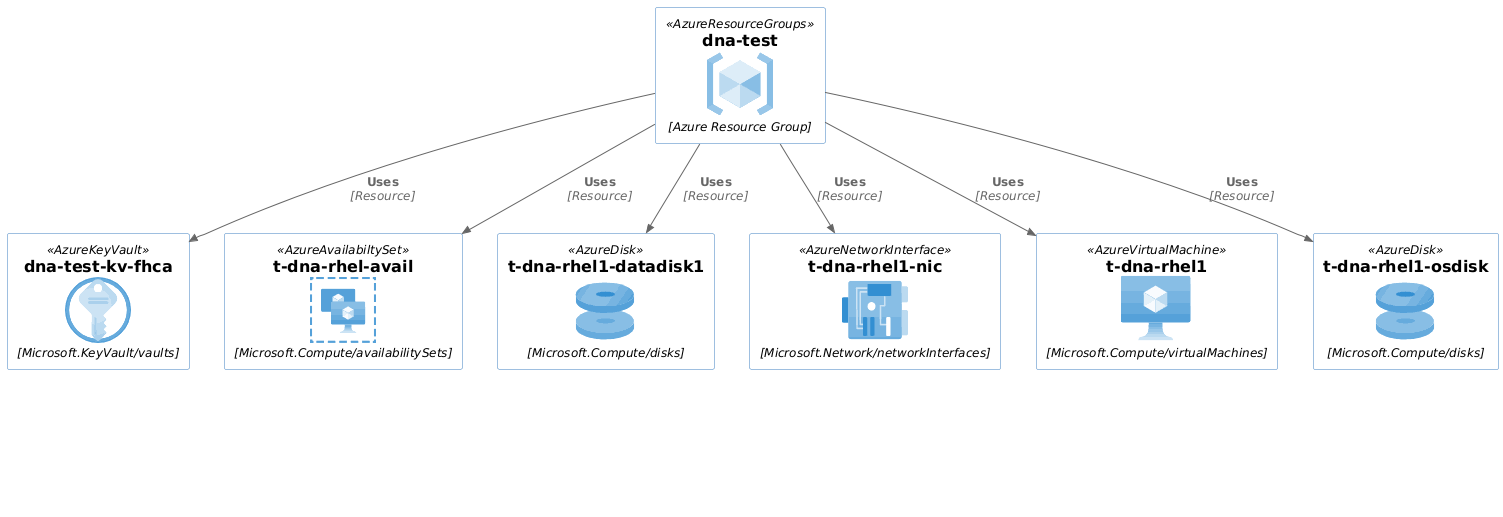 «AzureResourceGroups»
dna-test
[Azure Resource Group]
Uses
[Resource]
Uses
[Resource]
Uses
[Resource]
Uses
[Resource]
Uses
[Resource]
Uses
[Resource]
«AzureKeyVault»
dna-test-kv-fhca
[Microsoft.KeyVault/vaults]
«AzureAvailabiltySet»
t-dna-rhel-avail
[Microsoft.Compute/availabilitySets]
«AzureDisk»
t-dna-rhel1-datadisk1
[Microsoft.Compute/disks]
«AzureNetworkInterface»
t-dna-rhel1-nic
[Microsoft.Network/networkInterfaces]
«AzureVirtualMachine»
t-dna-rhel1
[Microsoft.Compute/virtualMachines]
«AzureDisk»
t-dna-rhel1-osdisk
[Microsoft.Compute/disks]